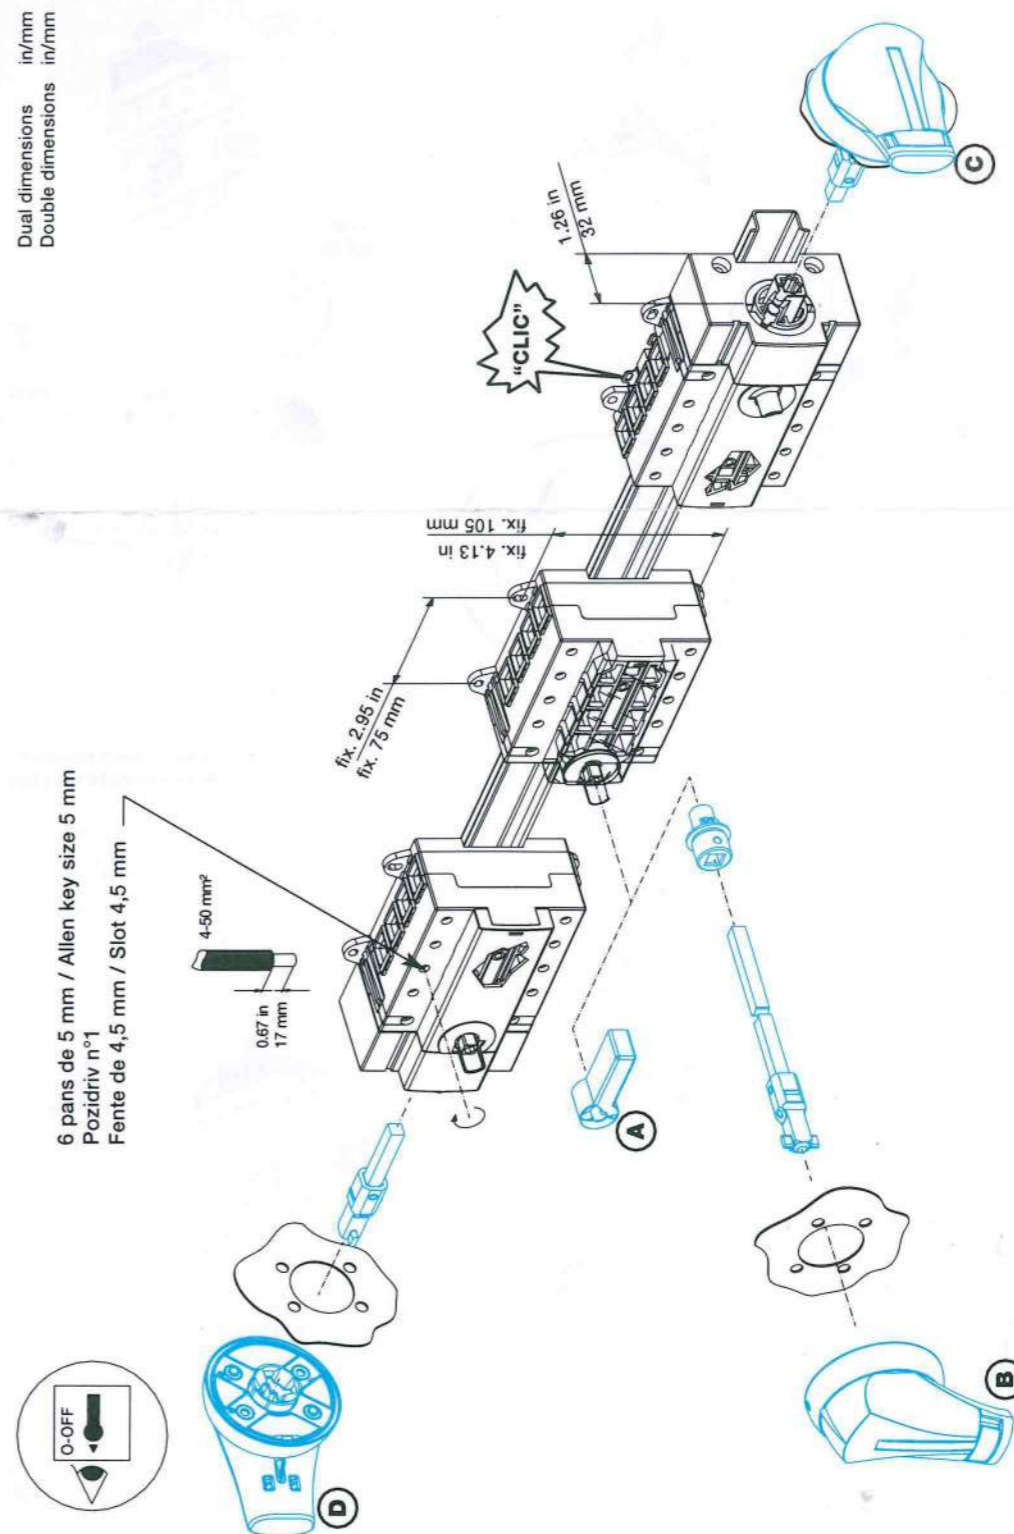 Dual dimensions in/mm
Double dimensions in/mm
6 pans de 5 mm / Allen key size 5 mm
Pozidriv n°1
Fente de 4,5 mm / Slot 4,5 mm
4-50 mm²
0.67 in
17 mm
fix. 2.95 in
fix. 75 mm
fix. 4.13 in
fix. 105 mm
"CLIC"
1.26 in
32 mm
O-OFF
A
B
C
D